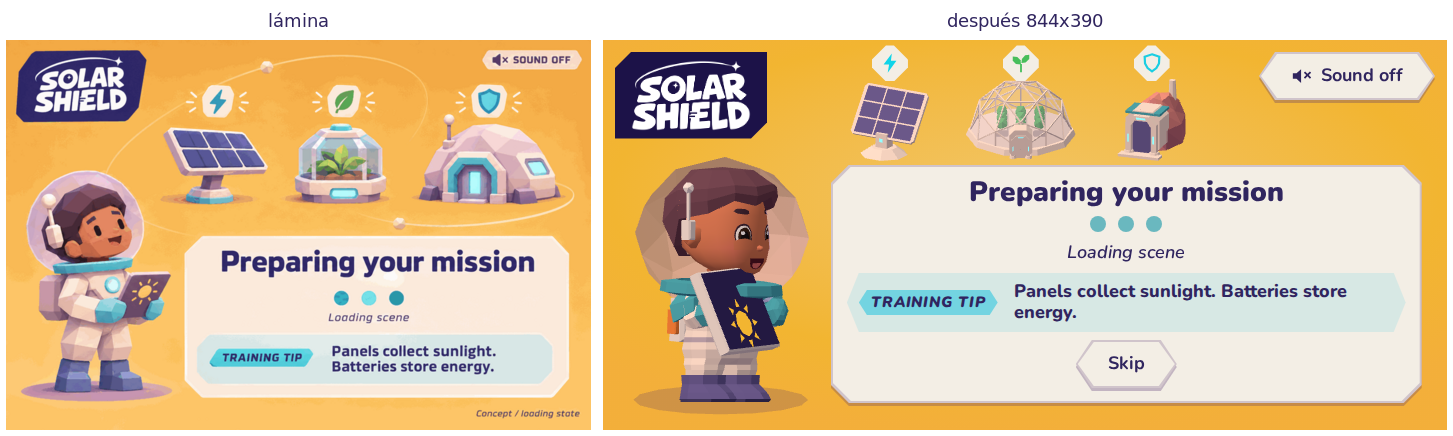 lámina
SOLAR
SHIELD
SOUND OFF
Preparing your mission
Loading scene
TRAINING TIP
Panels collect sunlight.
Batteries store energy.
Concept / loading state
después 844x390
SOLAR
SHIELD
Sound off
Preparing your mission
Loading scene
TRAINING TIP
Panels collect sunlight. Batteries store
energy.
Skip